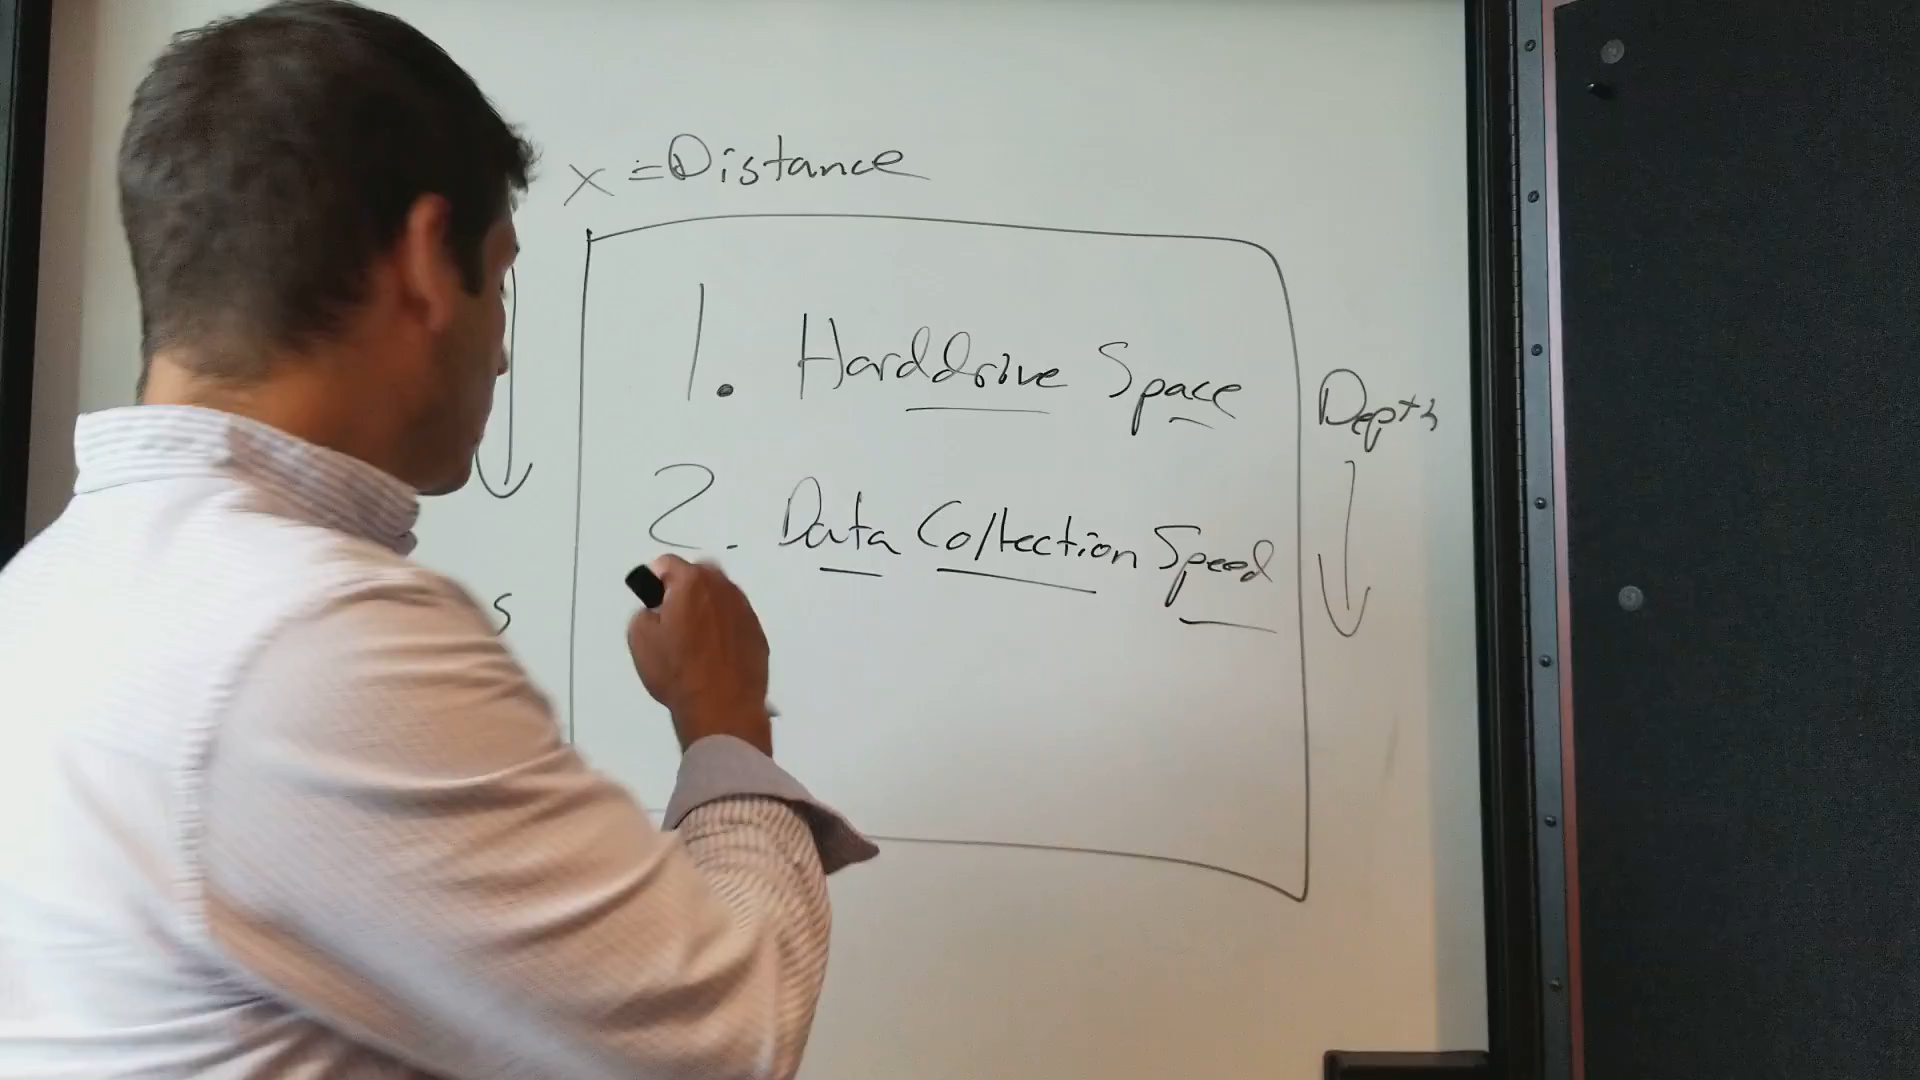 x = Distance
1. Harddrive Space
Depth
2. Data Collection Speed
s